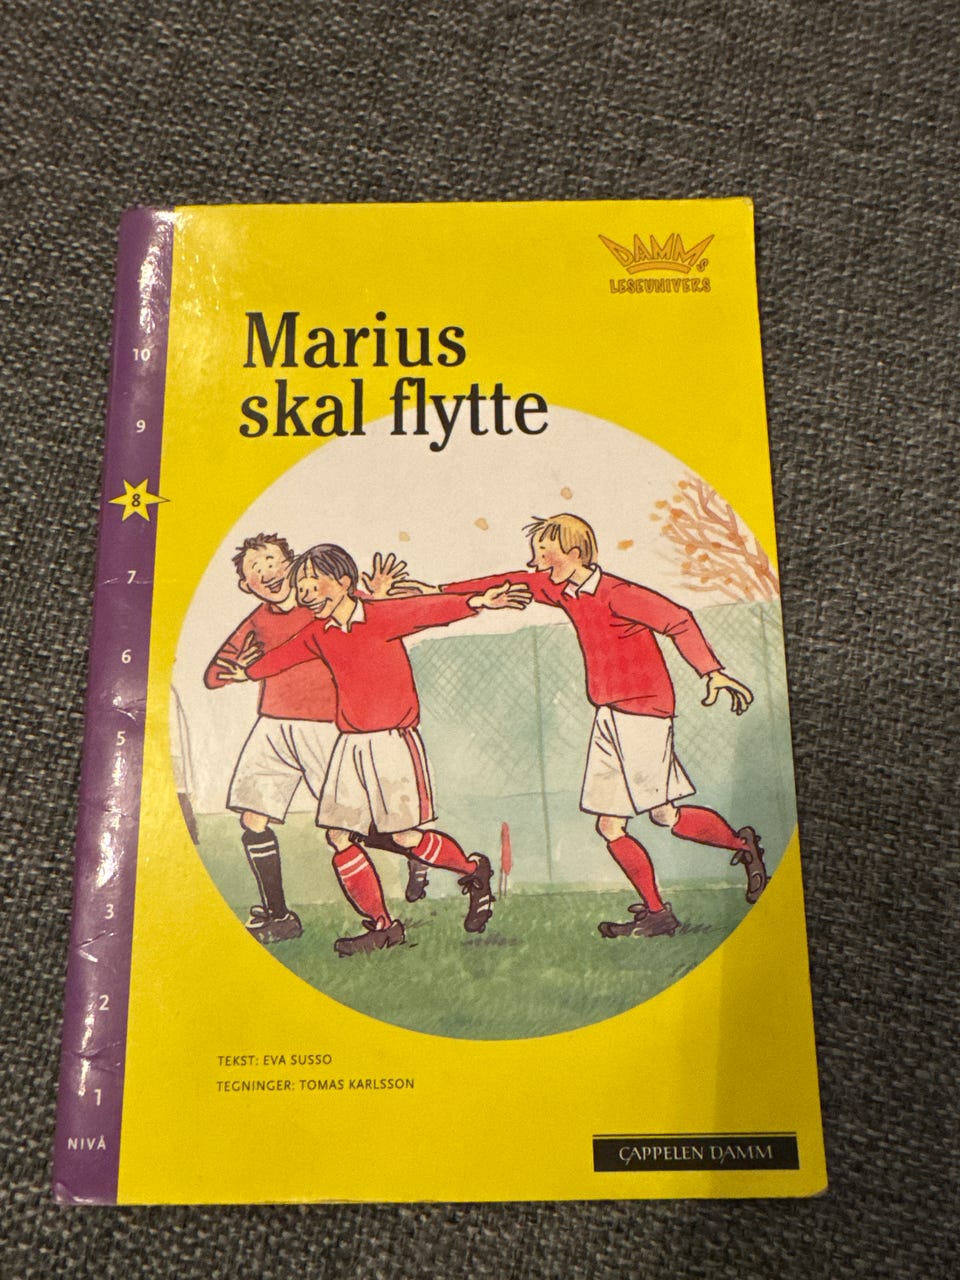 DAMMs
LESEUNIVERS
Marius
skal flytte
10
9
8
7
6
5
4
3
2
1
NIVÅ
TEKST: EVA SUSSO
TEGNINGER: TOMAS KARLSSON
CAPPELEN DAMM